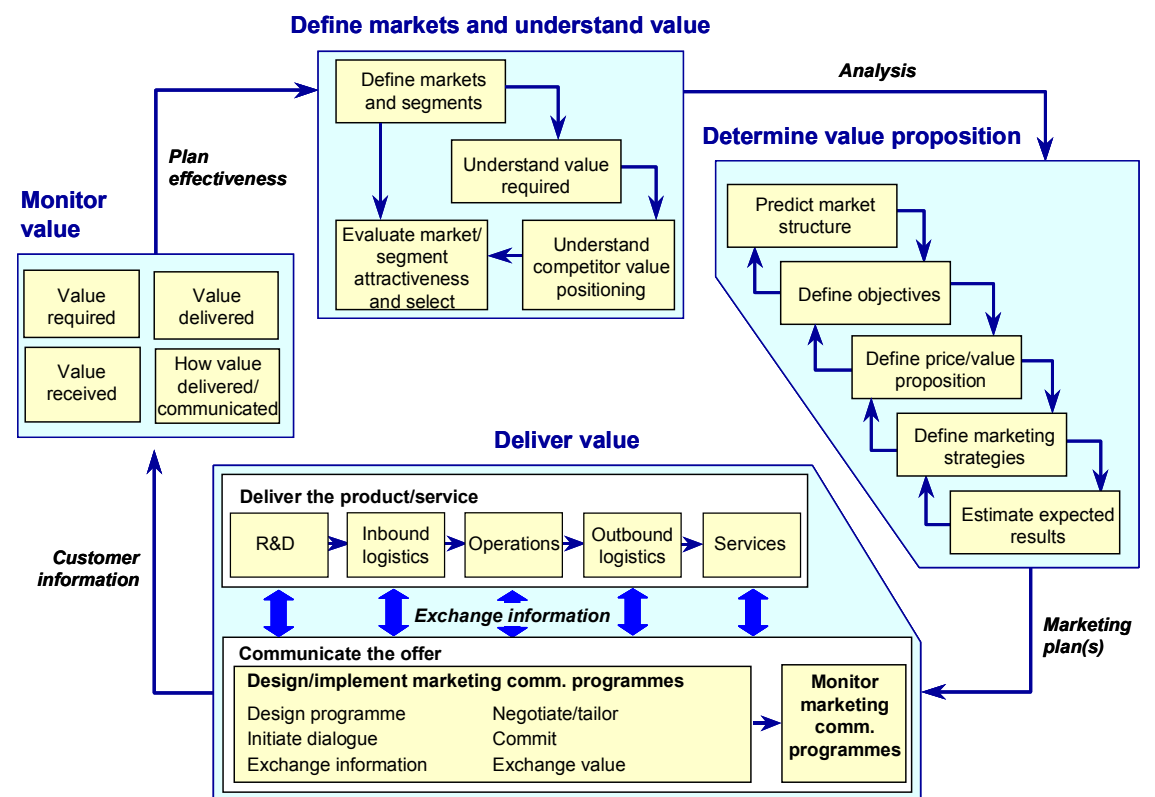 Define markets and understand value
Define markets
and segments
Understand value
required
Evaluate market/
segment
attractiveness
and select
Understand
competitor value
positioning
Analysis
Determine value proposition
Predict market
structure
Define objectives
Define price/value
proposition
Define marketing
strategies
Estimate expected
results
Marketing
plan(s)
Deliver value
Deliver the product/service
R&D
Inbound
logistics
Operations
Outbound
logistics
Services
Exchange information
Communicate the offer
Design/implement marketing comm. programmes
Design programme
Initiate dialogue
Exchange information
Negotiate/tailor
Commit
Exchange value
Monitor
marketing
comm.
programmes
Customer
information
Monitor
value
Value
required
Value
delivered
Value
received
How value
delivered/
communicated
Plan
effectiveness